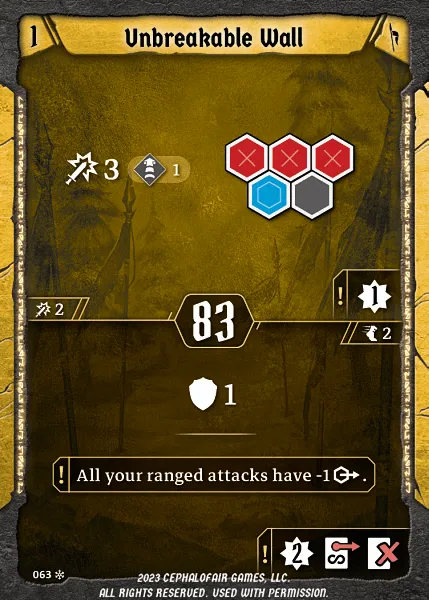 1 Unbreakable Wall
3 1
1
2 83 2
1
! All your ranged attacks have -1 .
! 2
063
2023 CEPHALOFAIR GAMES, LLC.
ALL RIGHTS RESERVED. USED WITH PERMISSION.